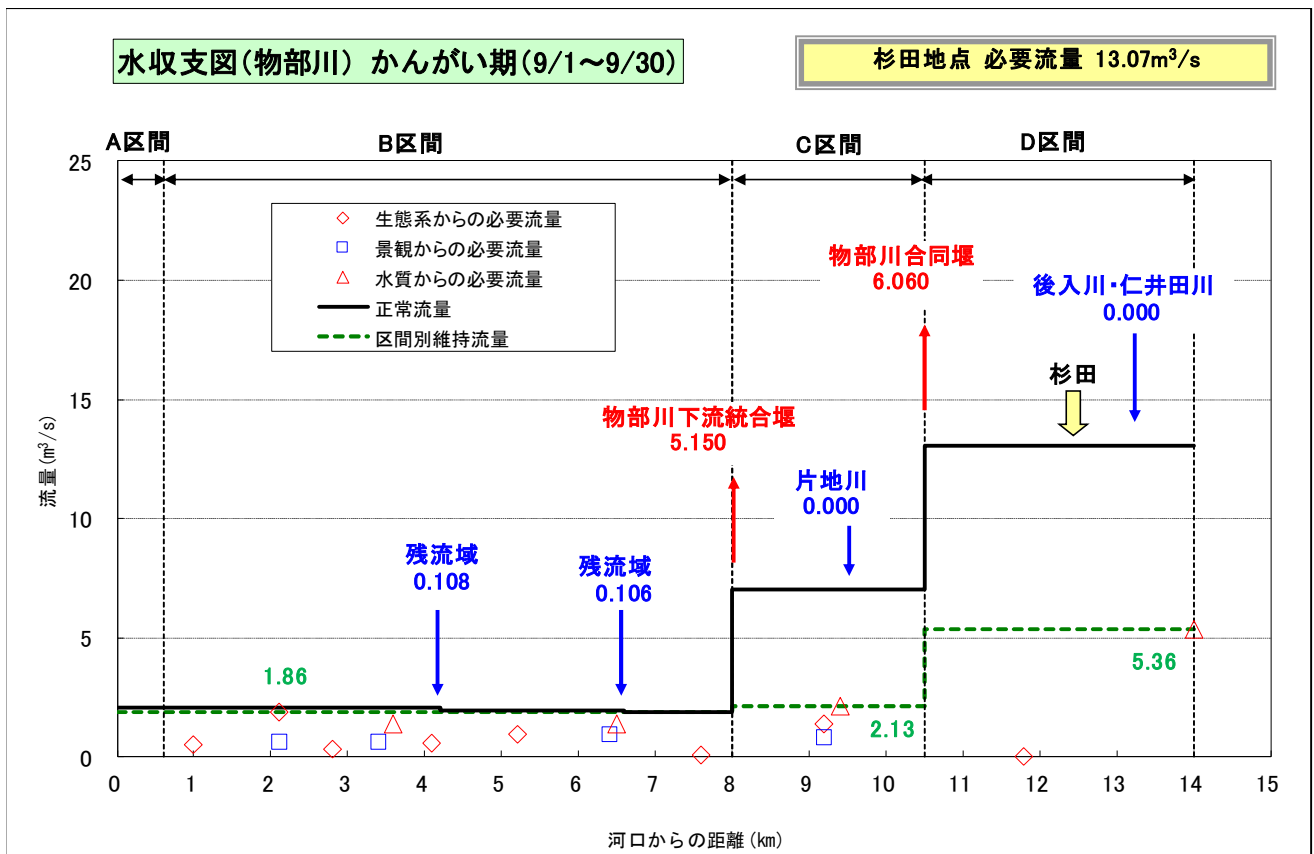 水収支図(物部川) かんがい期(9/1～9/30)
杉田地点 必要流量 13.07m³/s
A区間
B区間
C区間
D区間
生態系からの必要流量
景観からの必要流量
水質からの必要流量
正常流量
区間別維持流量
物部川合同堰
6.060
後入川・仁井田川
0.000
杉田
物部川下流統合堰
5.150
片地川
0.000
残流域
0.108
残流域
0.106
1.86
2.13
5.36
流量(m³/s)
25
20
15
10
5
0
0 1 2 3 4 5 6 7 8 9 10 11 12 13 14 15
河口からの距離(km)